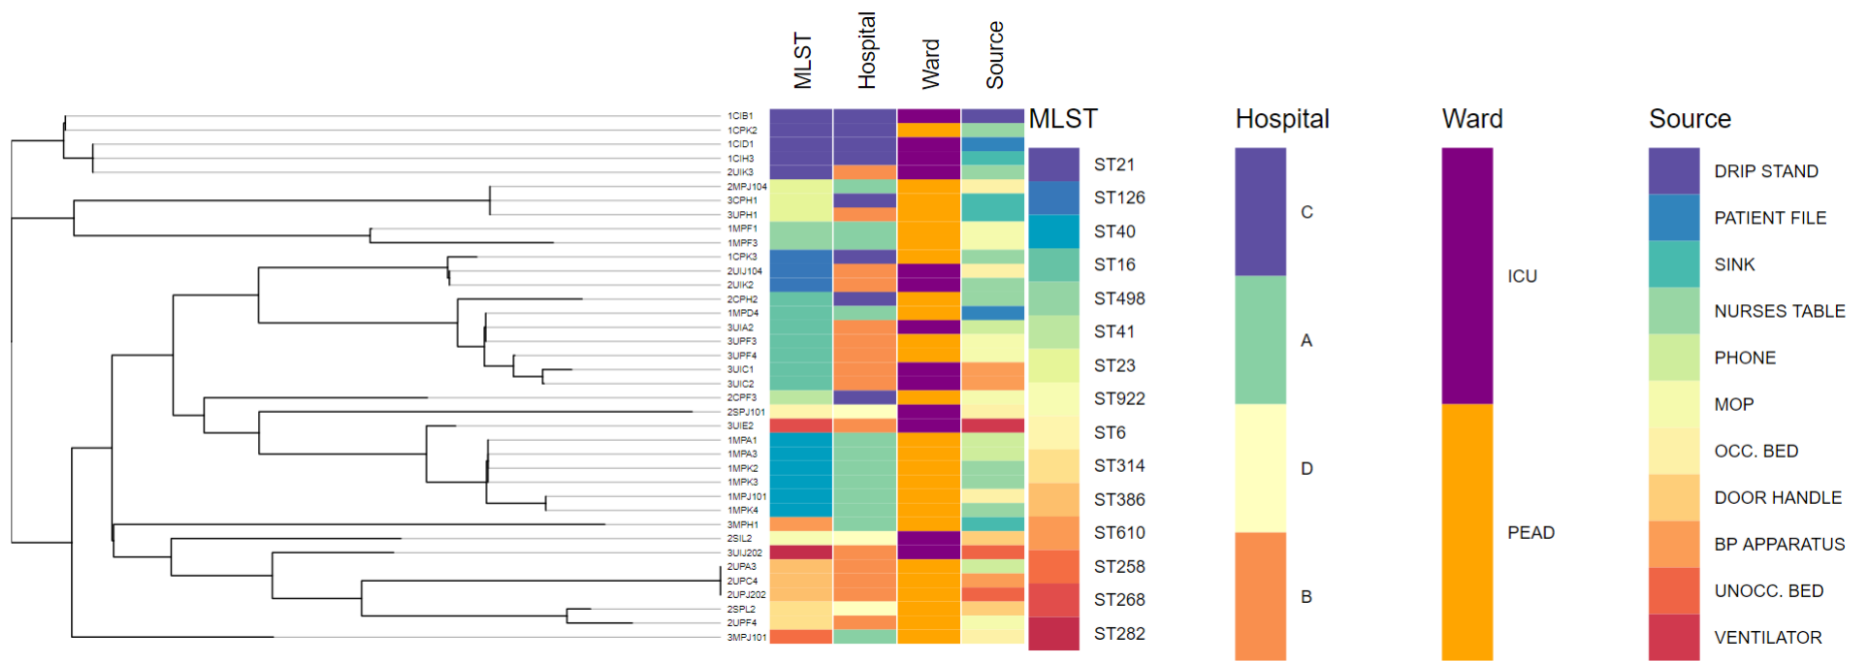 MLST
Hospital
Ward
Source
1CIB1
1CPK2
1CID1
1CIH3
2UIK3
2MPJ104
3CPH1
3UPH1
1MPF1
1MPF3
1CPK3
2UIJ104
2UIK2
2CPH2
1MPD4
3UIA2
3UPF3
3UPF4
3UIC1
3UIC2
2CPF3
2SPJ101
3UIE2
1MPA1
1MPA3
1MPK2
1MPK3
1MPJ101
1MPK4
3MPH1
2SIL2
3UIJ202
2UPA3
2UPC4
2UPJ202
2SPL2
2UPF4
3MPJ101
MLST
ST21
ST126
ST40
ST16
ST498
ST41
ST23
ST922
ST6
ST314
ST386
ST610
ST258
ST268
ST282
Hospital
C
A
D
B
Ward
ICU
PEAD
Source
DRIP STAND
PATIENT FILE
SINK
NURSES TABLE
PHONE
MOP
OCC. BED
DOOR HANDLE
BP APPARATUS
UNOCC. BED
VENTILATOR